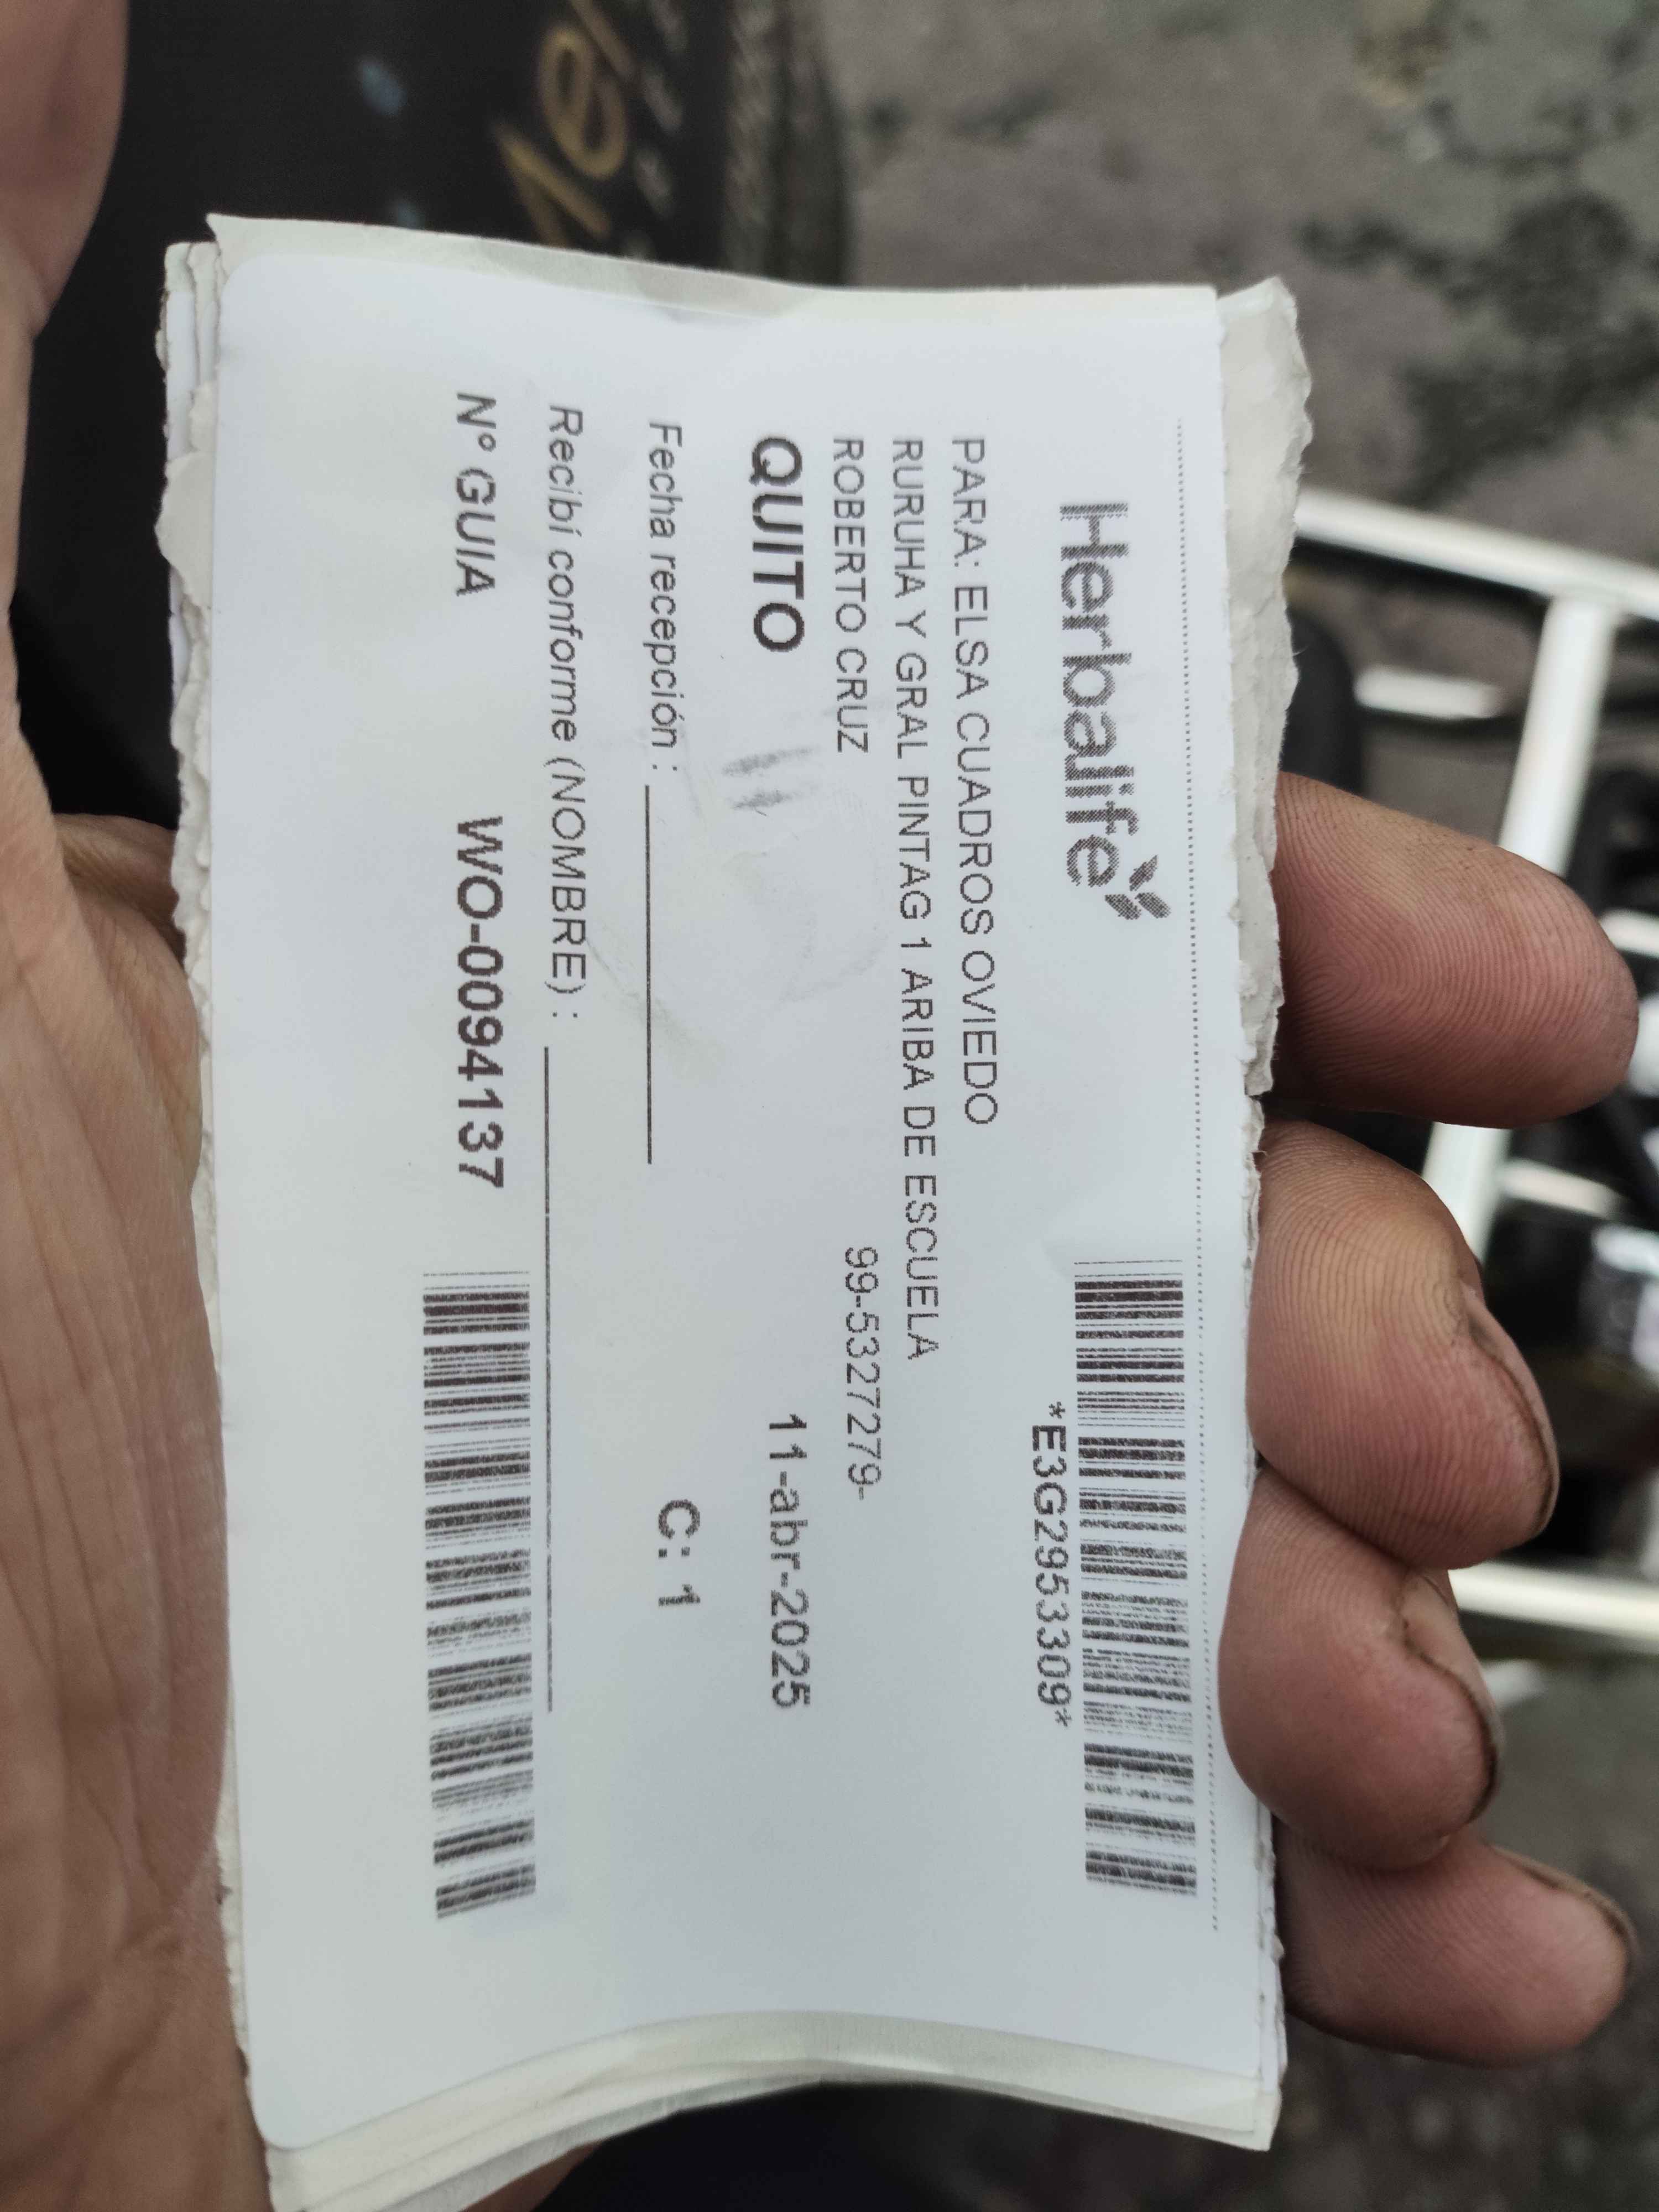 Herbalife
*E3G2953309*
PARA: ELSA CUADROS OVIEDO
RURUHA Y GRAL PINTAG 1 ARIBA DE ESCUELA
ROBERTO CRUZ 99-5327279-
QUITO 11-abr-2025
Fecha recepción : C: 1
Recibí conforme (NOMBRE) :
N° GUIA WO-0094137